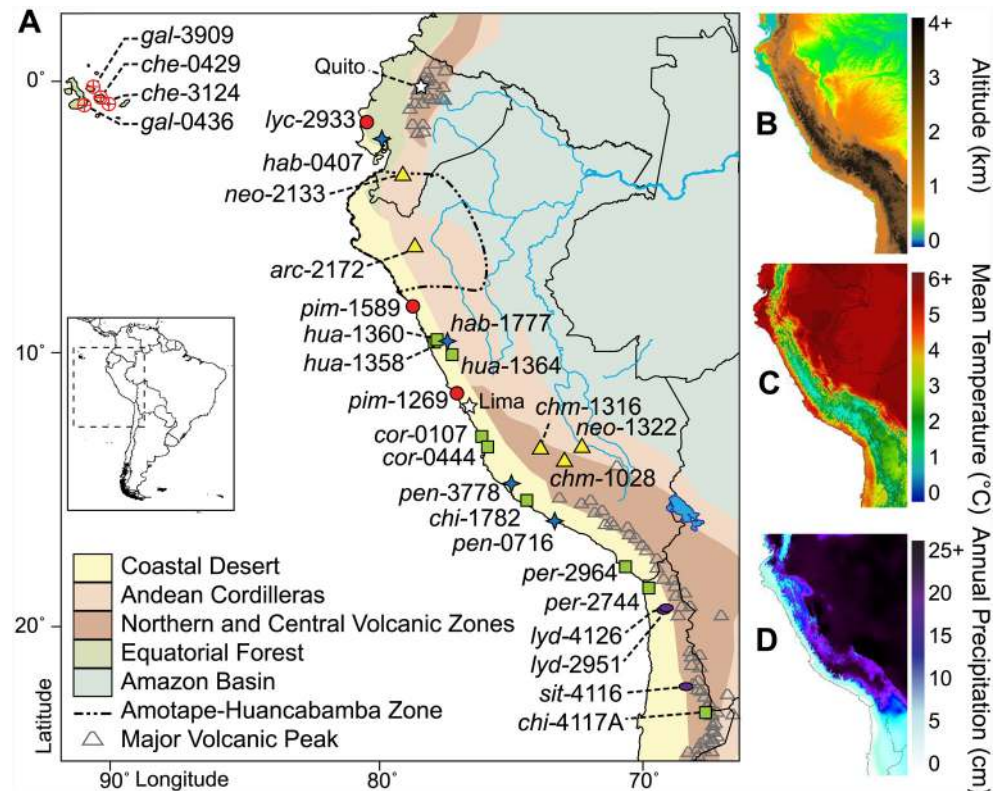 A
gal-3909
che-0429
che-3124
gal-0436
0°
Quito
lyc-2933
hab-0407
neo-2133
arc-2172
pim-1589
hua-1360
hab-1777
hua-1358
hua-1364
10°
pim-1269
Lima
chm-1316
neo-1322
cor-0107
cor-0444
chm-1028
pen-3778
chi-1782
pen-0716
per-2964
per-2744
lyd-4126
lyd-2951
sit-4116
chi-4117A
Coastal Desert
Andean Cordilleras
Northern and Central Volcanic Zones
Equatorial Forest
Amazon Basin
Amotape-Huancabamba Zone
Major Volcanic Peak
20°
Latitude
90° Longitude
80°
70°
B
4+
3
2
1
0
Altitude (km)
C
6+
5
4
3
2
1
0
Mean Temperature (°C)
D
25+
20
15
10
5
0
Annual Precipitation (cm)